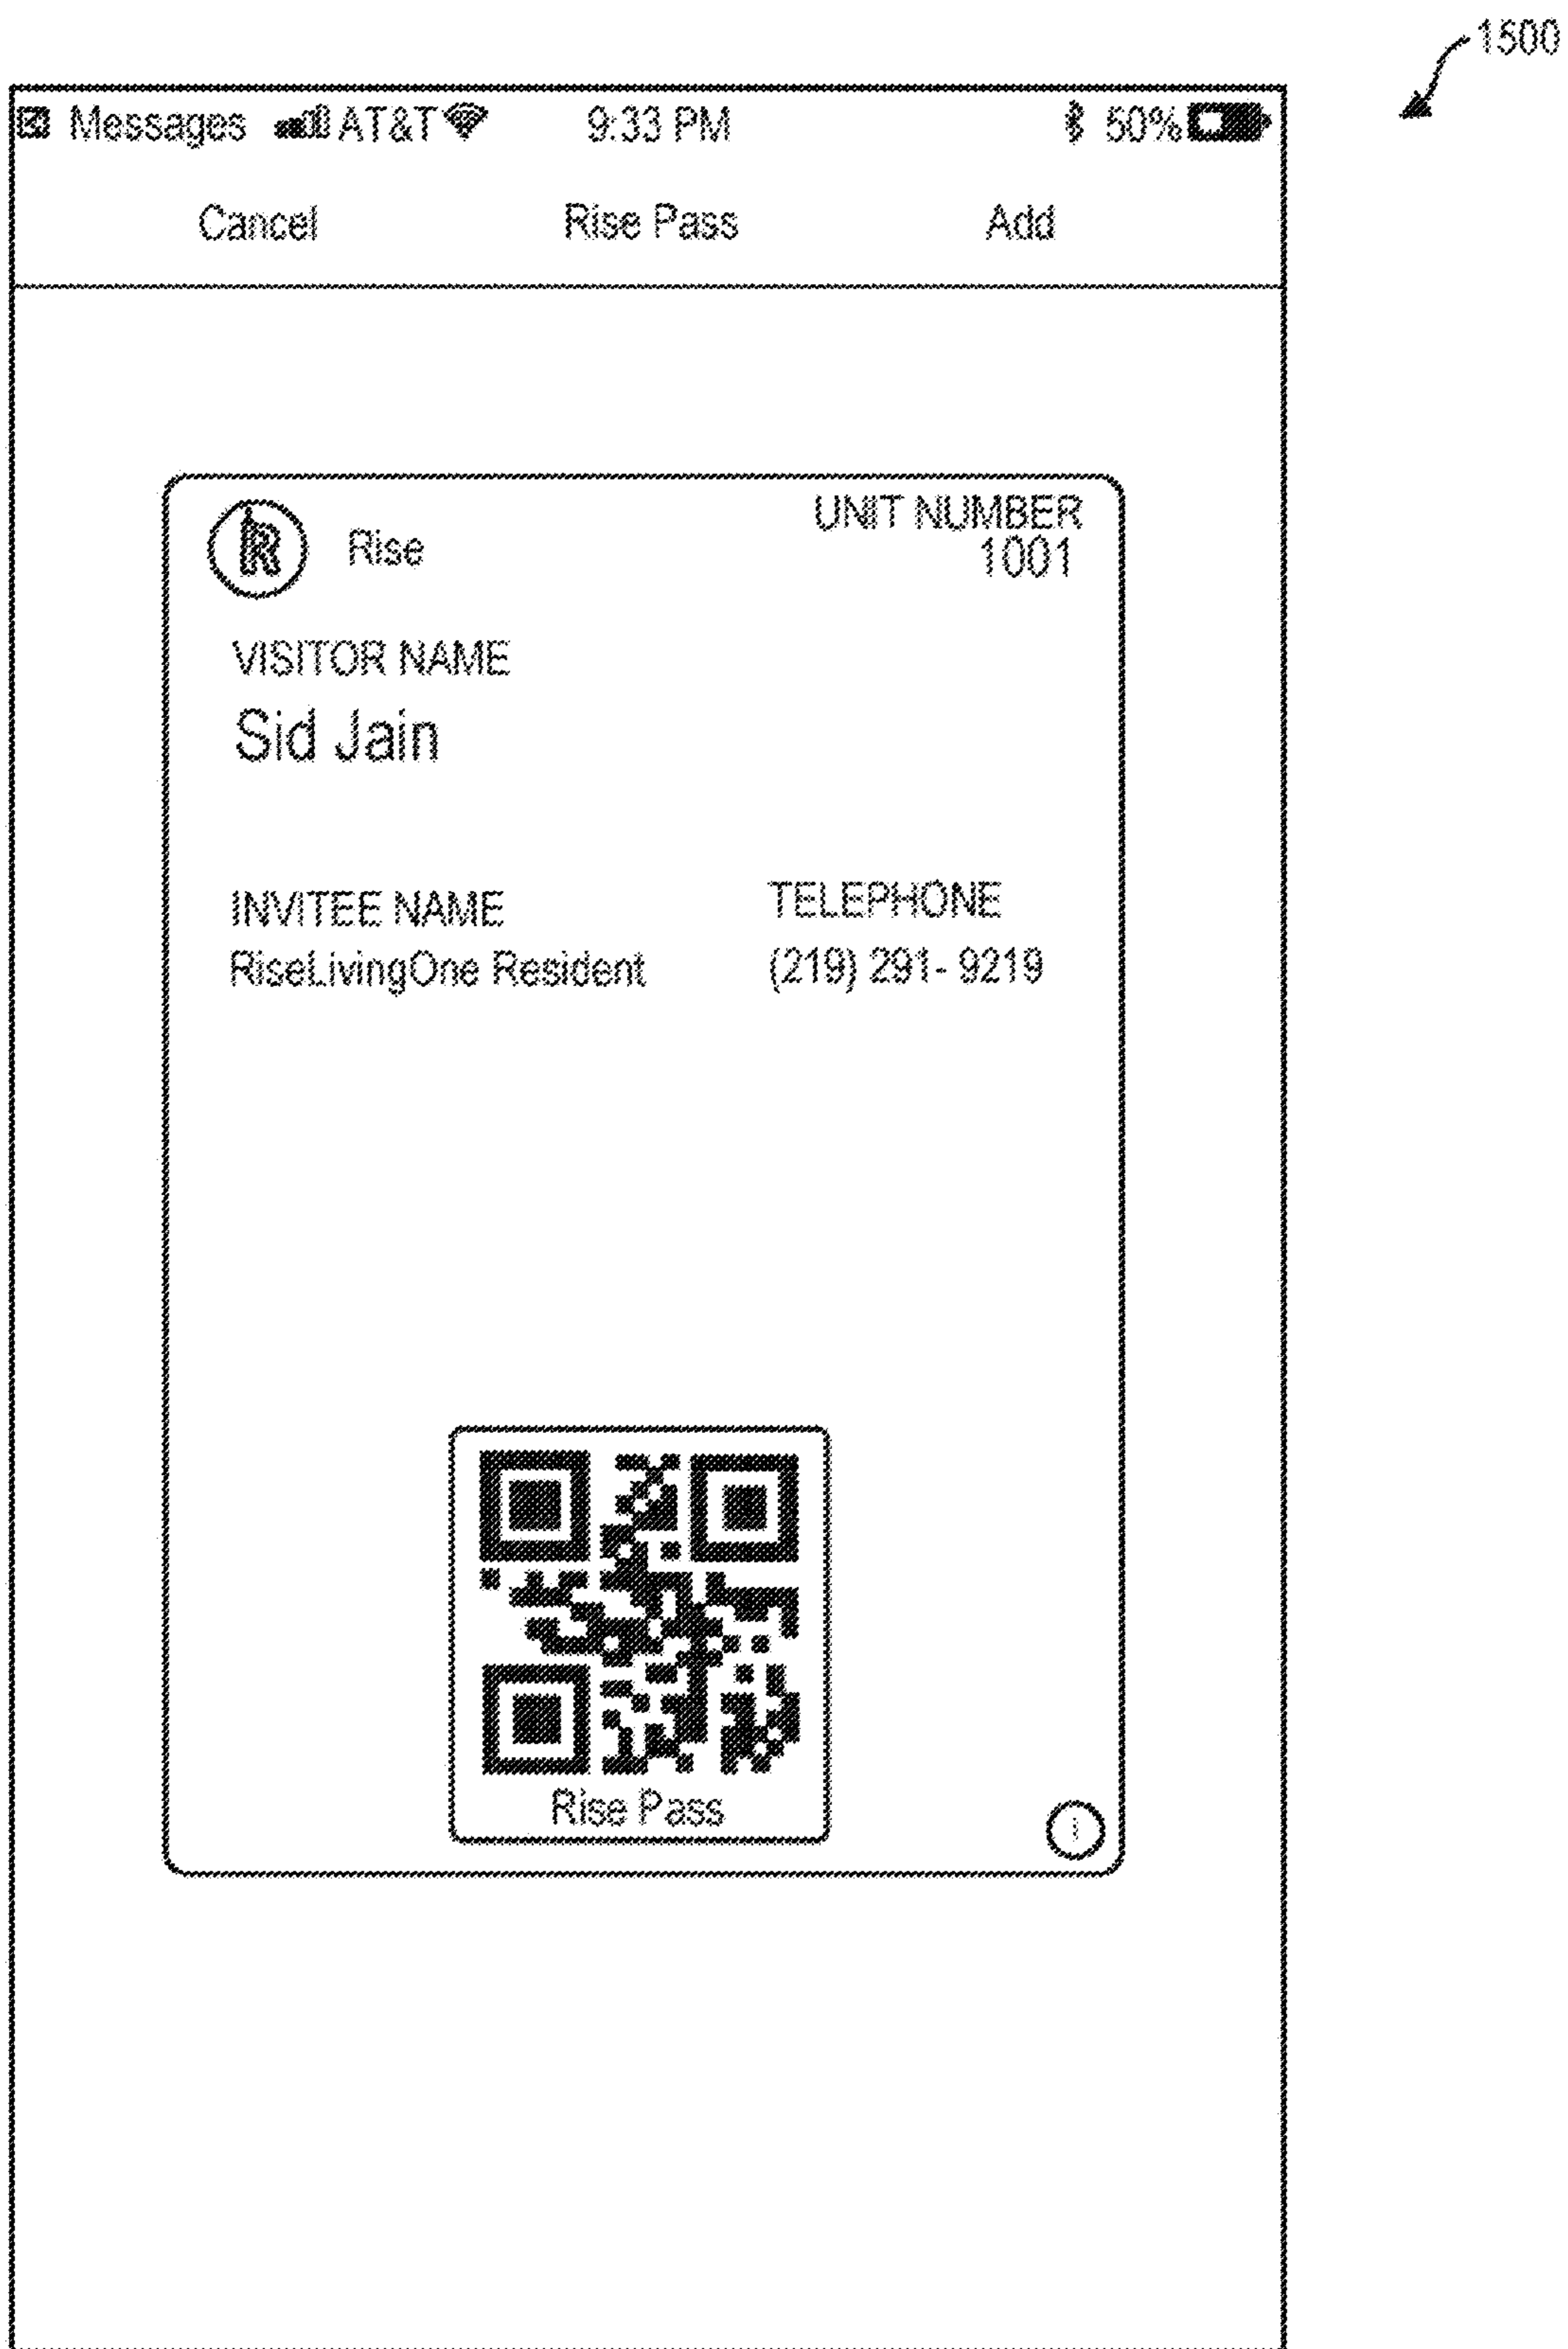 1500
Messages AT&T 9:33 PM 50%
Cancel Rise Pass Add
R Rise
UNIT NUMBER
1001
VISITOR NAME
Sid Jain
INVITEE NAME TELEPHONE
RiseLivingOne Resident (219) 291- 9219
Rise Pass
i